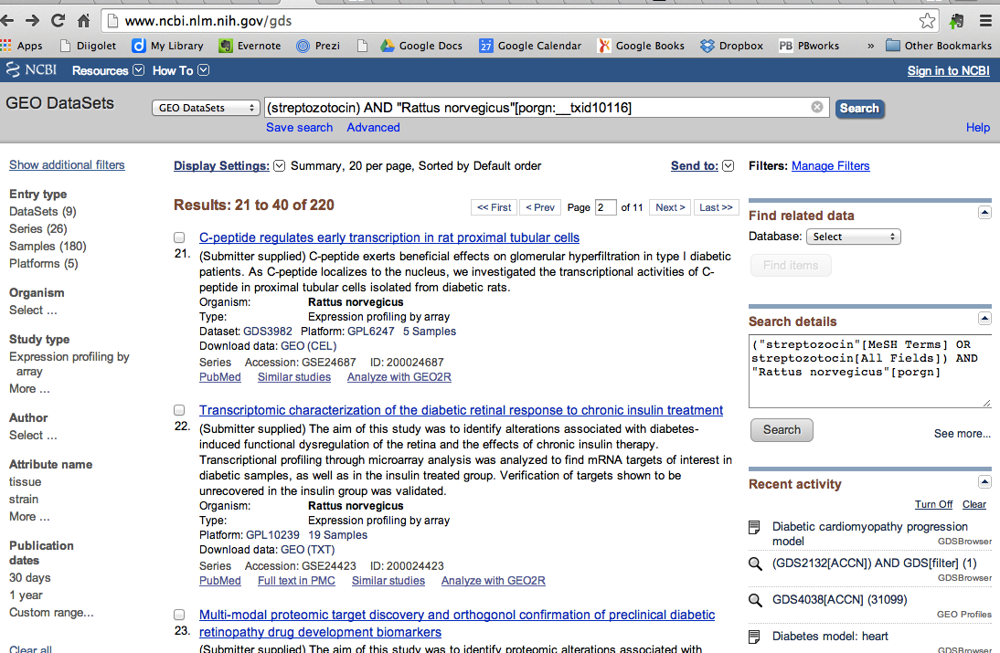 www.ncbi.nlm.nih.gov/gds
Apps Diigolet My Library Evernote Prezi Google Docs 27 Google Calendar Google Books Dropbox PB PBworks » Other Bookmarks
NCBI Resources How To Sign in to NCBI
GEO DataSets GEO DataSets (streptozotocin) AND "Rattus norvegicus"[porgn:__txid10116] Search
Save search Advanced Help
Show additional filters
Entry type
DataSets (9)
Series (26)
Samples (180)
Platforms (5)
Organism
Select ...
Study type
Expression profiling by
array
More ...
Author
Select ...
Attribute name
tissue
strain
More ...
Publication
dates
30 days
1 year
Custom range...
Clear all
Display Settings: Summary, 20 per page, Sorted by Default order Send to:
Results: 21 to 40 of 220 << First < Prev Page 2 of 11 Next > Last >>
C-peptide regulates early transcription in rat proximal tubular cells
21. (Submitter supplied) C-peptide exerts beneficial effects on glomerular hyperfiltration in type I diabetic
patients. As C-peptide localizes to the nucleus, we investigated the transcriptional activities of C-
peptide in proximal tubular cells isolated from diabetic rats.
Organism: Rattus norvegicus
Type: Expression profiling by array
Dataset: GDS3982 Platform: GPL6247 5 Samples
Download data: GEO (CEL)
Series Accession: GSE24687 ID: 200024687
PubMed Similar studies Analyze with GEO2R
Transcriptomic characterization of the diabetic retinal response to chronic insulin treatment
22. (Submitter supplied) The aim of this study was to identify alterations associated with diabetes-
induced functional dysregulation of the retina and the effects of chronic insulin therapy.
Transcriptional profiling through microarray analysis was analyzed to find mRNA targets of interest in
diabetic samples, as well as in the insulin treated group. Verification of targets shown to be
unrecovered in the insulin group was validated.
Organism: Rattus norvegicus
Type: Expression profiling by array
Platform: GPL10239 19 Samples
Download data: GEO (TXT)
Series Accession: GSE24423 ID: 200024423
PubMed Full text in PMC Similar studies Analyze with GEO2R
Multi-modal proteomic target discovery and orthogonol confirmation of preclinical diabetic
23. retinopathy drug development biomarkers
(Submitter supplied) The aim of this study was to identify proteomic alterations associated with
Filters: Manage Filters
Find related data
Database: Select
Find items
Search details
("streptozocin"[MeSH Terms] OR
streptozotocin[All Fields]) AND
"Rattus norvegicus"[porgn]
Search See more...
Recent activity
Turn Off Clear
Diabetic cardiomyopathy progression
model GDSBrowser
(GDS2132[ACCN]) AND GDS[filter] (1)
GDSBrowser
GDS4038[ACCN] (31099)
GEO Profiles
Diabetes model: heart
GDSBrowser